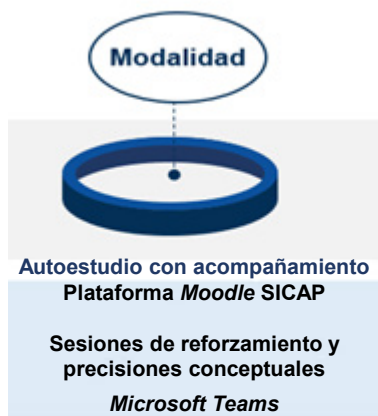 Modalidad
Autoestudio con acompañamiento
Plataforma Moodle SICAP
Sesiones de reforzamiento y
precisiones conceptuales
Microsoft Teams